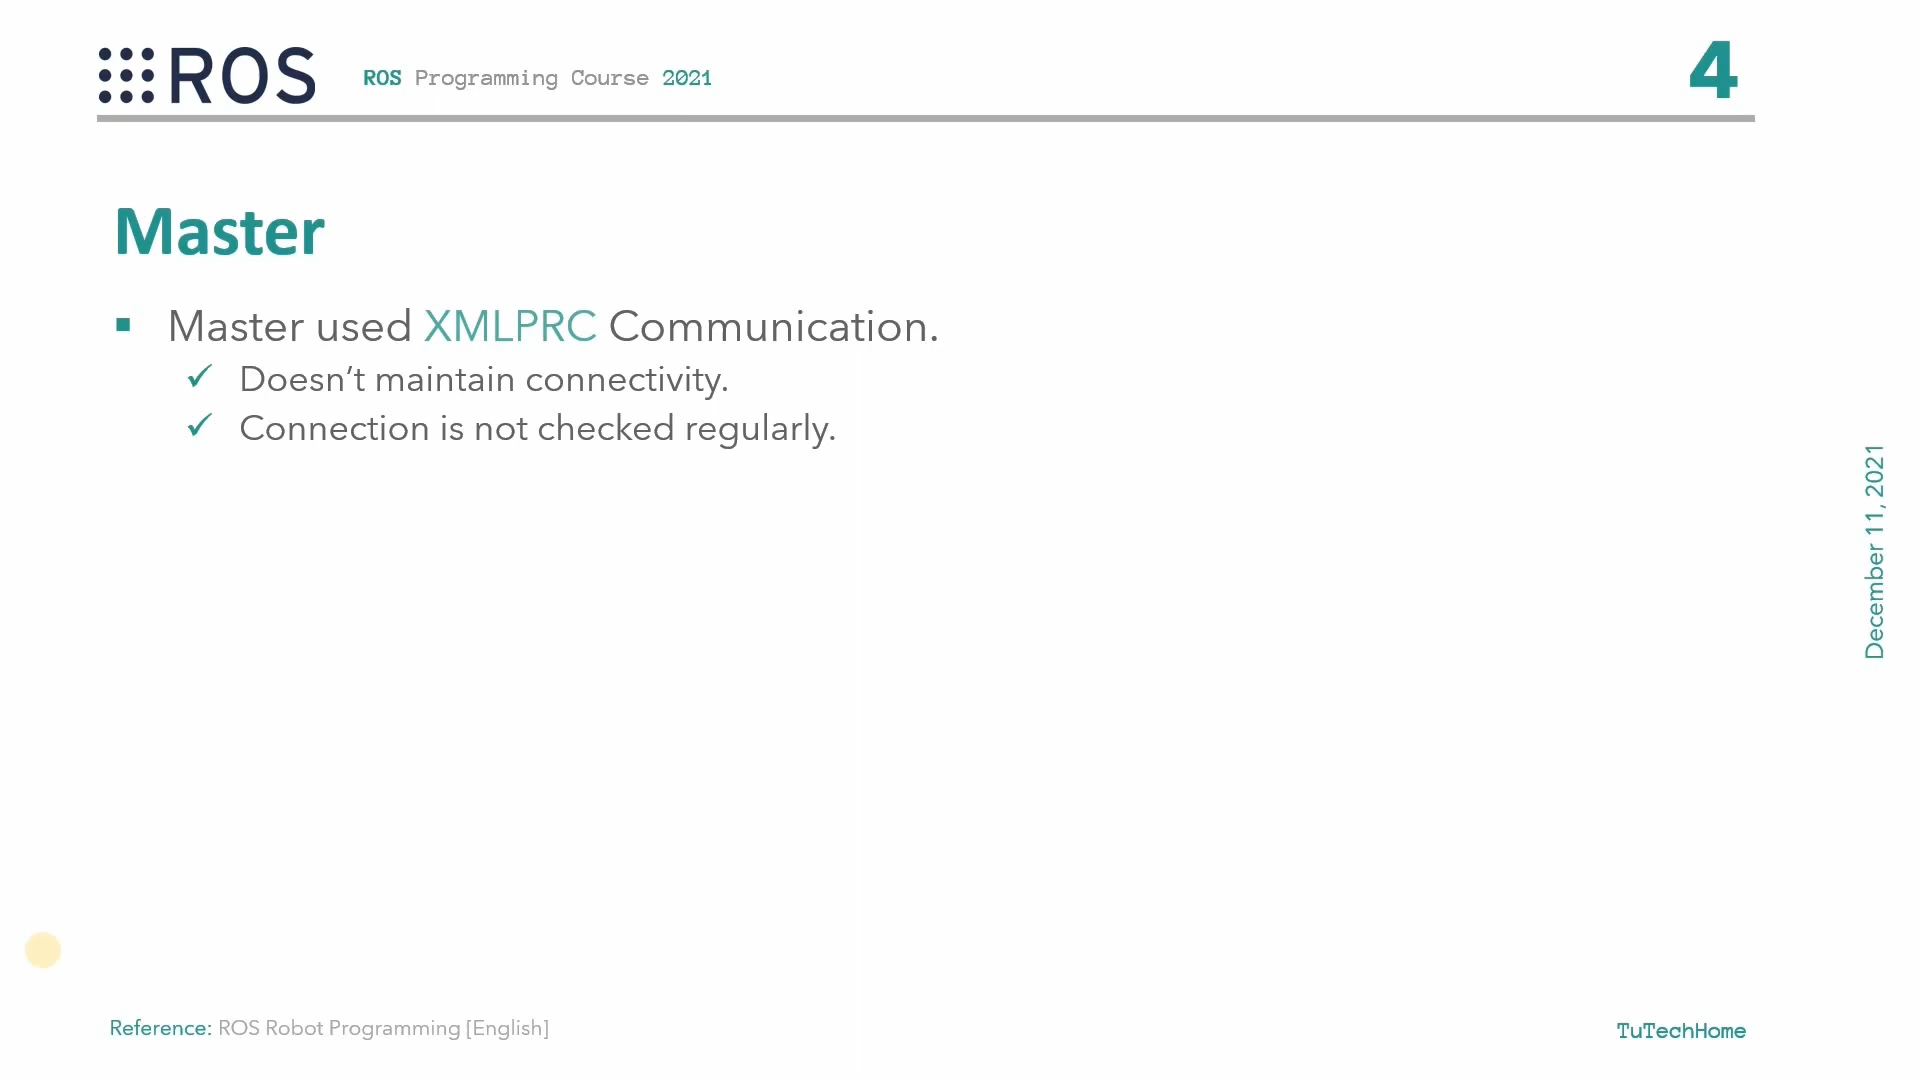 ROS
ROS Programming Course 2021
4
Master
Master used XMLPRC Communication.
Doesn’t maintain connectivity.
Connection is not checked regularly.
December 11, 2021
Reference: ROS Robot Programming [English]
TuTechHome